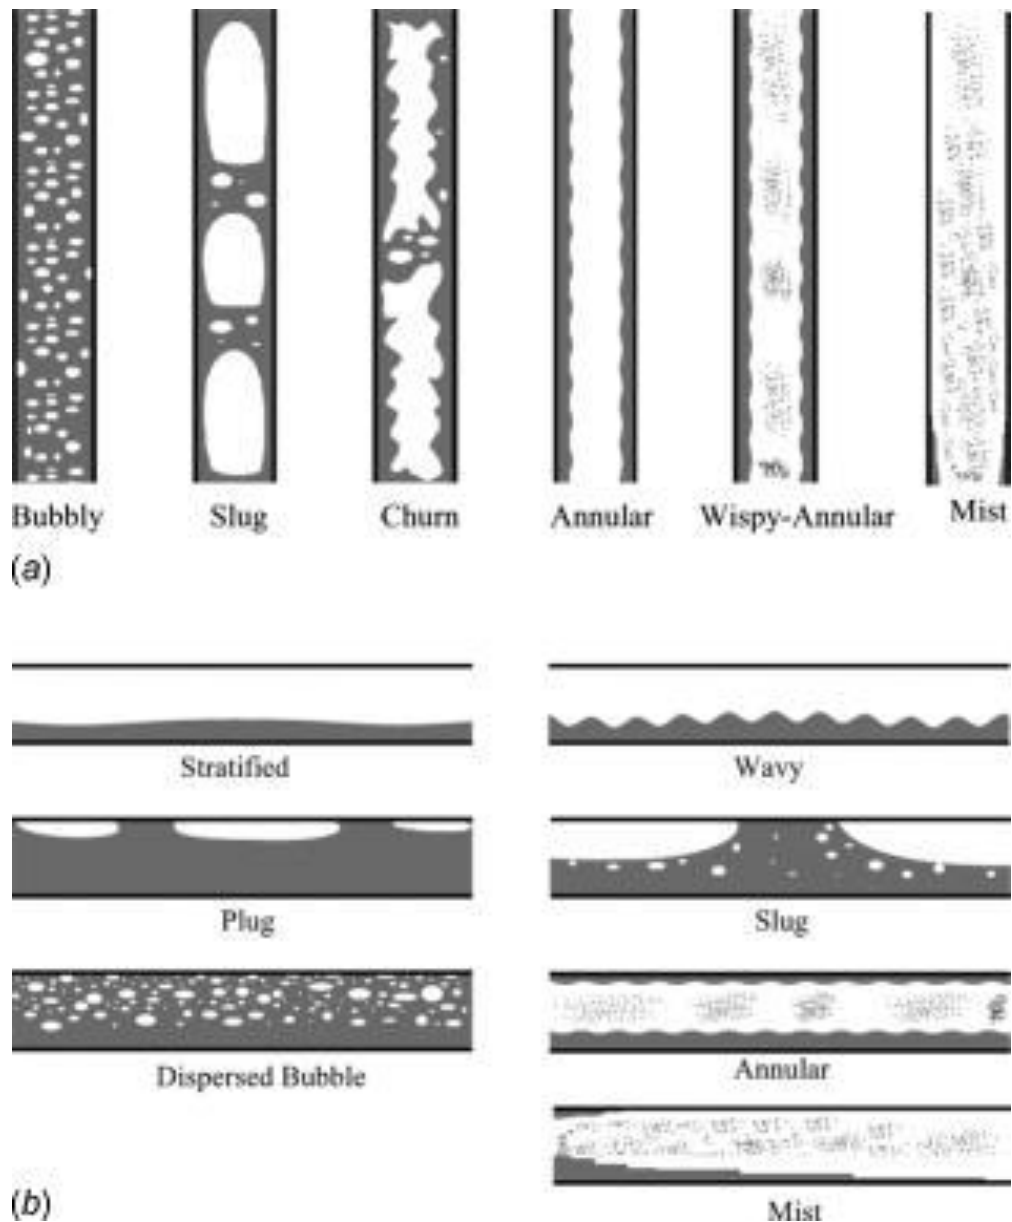 Bubbly Slug Churn Annular Wispy-Annular Mist
(a)
Stratified Wavy
Plug Slug
Dispersed Bubble Annular
Mist
(b)